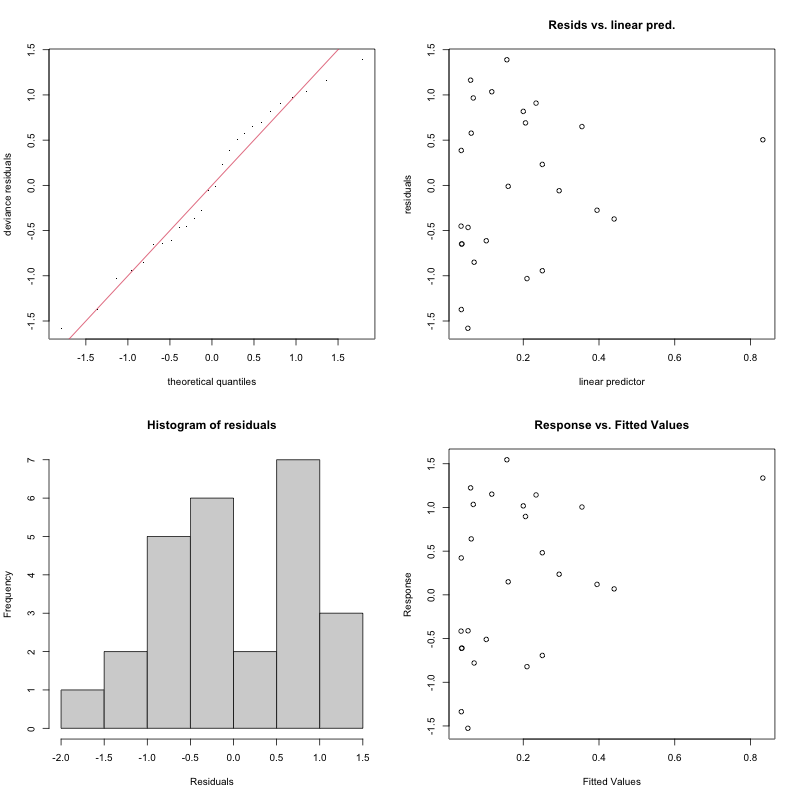 deviance residuals
-1.5 -1.0 -0.5 0.0 0.5 1.0 1.5
-1.5 -1.0 -0.5 0.0 0.5 1.0 1.5
theoretical quantiles
Resids vs. linear pred.
residuals
-1.5 -1.0 -0.5 0.0 0.5 1.0 1.5
0.2 0.4 0.6 0.8
linear predictor
Histogram of residuals
Frequency
0 1 2 3 4 5 6 7
-2.0 -1.5 -1.0 -0.5 0.0 0.5 1.0 1.5
Residuals
Response vs. Fitted Values
Response
-1.5 -1.0 -0.5 0.0 0.5 1.0 1.5
0.2 0.4 0.6 0.8
Fitted Values